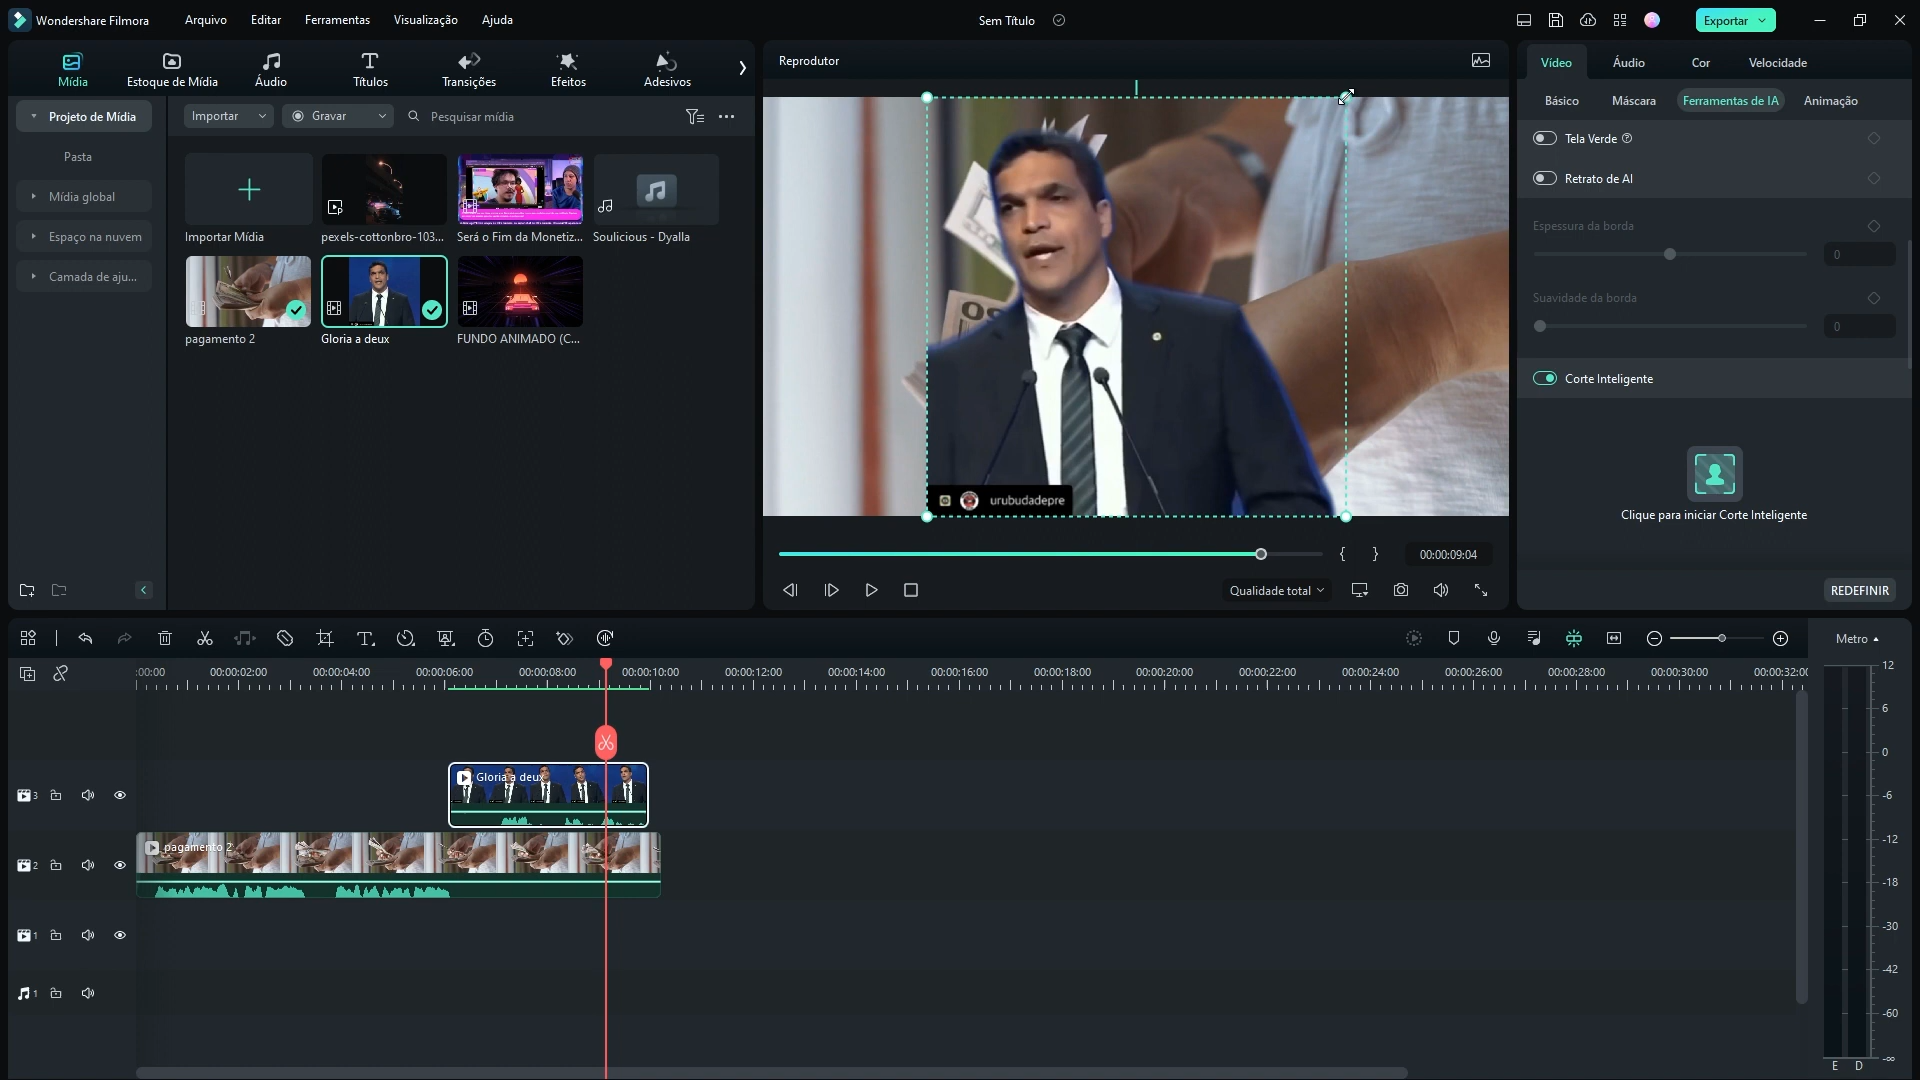 Wondershare Filmora
Arquivo
Editar
Ferramentas
Visualização
Ajuda
Sem Título
Exportar
Mídia
Estoque de Mídia
Áudio
Títulos
Transições
Efeitos
Adesivos
Projeto de Mídia
Pasta
Mídia global
Espaço na nuvem
Camada de aju...
Importar
Gravar
Pesquisar mídia
Importar Mídia
pexels-cottonbro-103...
Será o Fim da Monetiz...
Soulicious - Dyalla
pagamento 2
Gloria a deux
FUNDO ANIMADO (C...
Reprodutor
urubudadepre
00:00:09:04
Qualidade total
Vídeo
Áudio
Cor
Velocidade
Básico
Máscara
Ferramentas de IA
Animação
Tela Verde
Retrato de AI
Espessura da borda
0
Suavidade da borda
0
Corte Inteligente
Clique para iniciar Corte Inteligente
REDEFINIR
Metro
:00:00
00:00:02:00
00:00:04:00
00:00:06:00
00:00:08:00
00:00:10:00
00:00:12:00
00:00:14:00
00:00:16:00
00:00:18:00
00:00:20:00
00:00:22:00
00:00:24:00
00:00:26:00
00:00:28:00
00:00:30:00
00:00:32:00
3
Gloria a deux
2
pagamento 2
1
1
12
6
0
-6
-12
-18
-24
-30
-36
-42
-60
-∞
E D